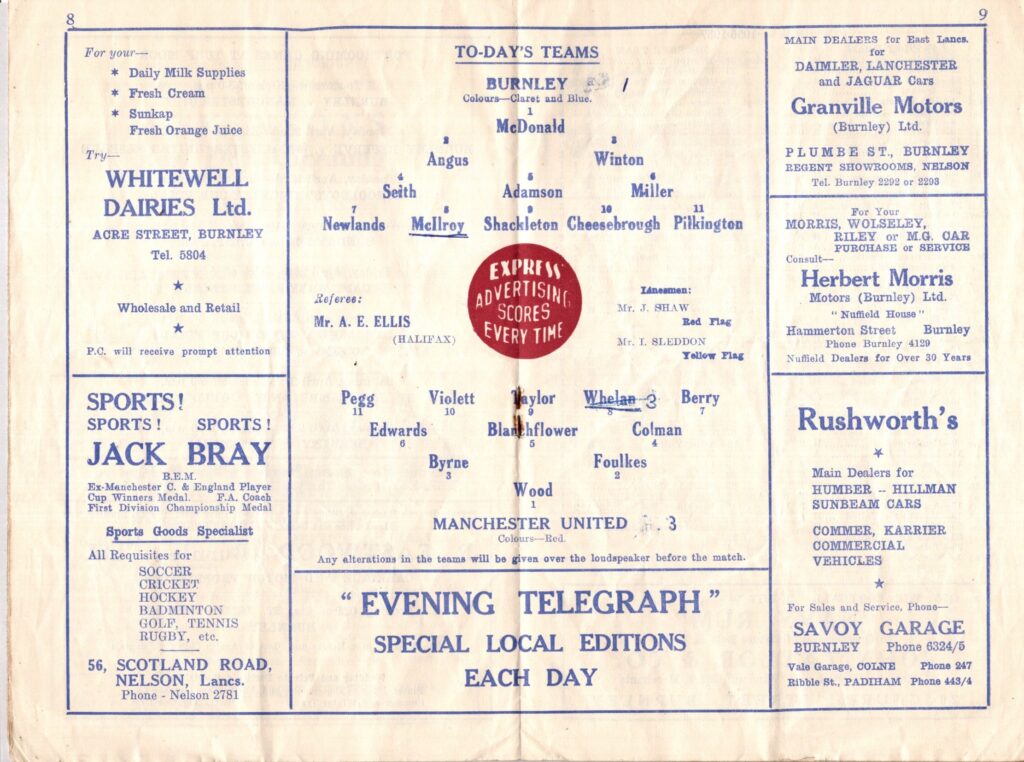 8
9
For your—
* Daily Milk Supplies
* Fresh Cream
* Sunkap
Fresh Orange Juice
Try—
WHITEWELL
DAIRIES Ltd.
ACRE STREET, BURNLEY
Tel. 5804
Wholesale and Retail
P.C. will receive prompt attention
SPORTS!
SPORTS! SPORTS!
JACK BRAY
B.E.M.
Ex-Manchester C. & England Player
Cup Winners Medal. F.A. Coach
First Division Championship Medal
Sports Goods Specialist
All Requisites for
SOCCER
CRICKET
HOCKEY
BADMINTON
GOLF, TENNIS
RUGBY, etc.
56, SCOTLAND ROAD,
NELSON, Lancs.
Phone - Nelson 2781
TO-DAY'S TEAMS
BURNLEY 1
Colours—Claret and Blue.
1
McDonald
2 3
Angus Winton
4 5 6
Seith Adamson Miller
7 8 9 10 11
Newlands McIlroy Shackleton Cheesebrough Pilkington
EXPRESS
ADVERTISING
SCORES
EVERY TIME
Referee:
Mr. A. E. ELLIS
(HALIFAX)
Linesmen:
Mr. J. SHAW
Red Flag
Mr. I. SLEDDON
Yellow Flag
Pegg Violett Taylor Whelan 3 Berry
11 10 9 8 7
Edwards Blanchflower Colman
6 5 4
Byrne Foulkes
3 2
Wood
1
MANCHESTER UNITED 3
Colours—Red.
Any alterations in the teams will be given over the loudspeaker before the match.
"EVENING TELEGRAPH"
SPECIAL LOCAL EDITIONS
EACH DAY
MAIN DEALERS for East Lancs.
for
DAIMLER, LANCHESTER
and JAGUAR Cars
Granville Motors
(Burnley) Ltd.
PLUMBE ST., BURNLEY
REGENT SHOWROOMS, NELSON
Tel. Burnley 2292 or 2293
For Your
MORRIS, WOLSELEY,
RILEY or M.G. CAR
PURCHASE or SERVICE
Consult—
Herbert Morris
Motors (Burnley) Ltd.
"Nuffield House"
Hammerton Street Burnley
Phone Burnley 4129
Nuffield Dealers for Over 30 Years
Rushworth's
Main Dealers for
HUMBER - HILLMAN
SUNBEAM CARS
COMMER, KARRIER
COMMERCIAL
VEHICLES
For Sales and Service, Phone—
SAVOY GARAGE
BURNLEY Phone 6324/5
Vale Garage, COLNE Phone 247
Ribble St., PADIHAM Phone 443/4